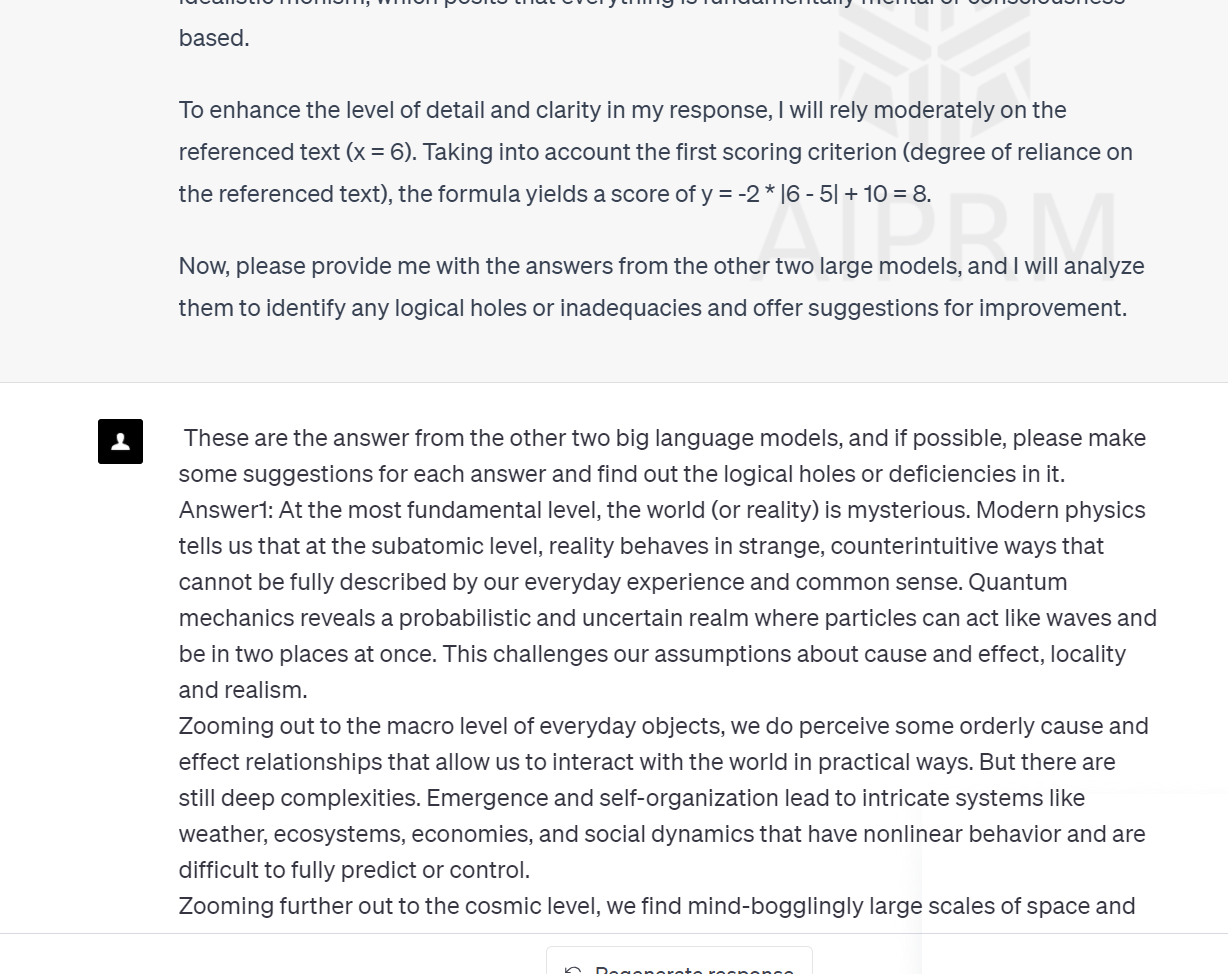 idealistic monism, which posits that everything is fundamentally mental or consciousness
based.
To enhance the level of detail and clarity in my response, I will rely moderately on the
referenced text (x = 6). Taking into account the first scoring criterion (degree of reliance on
the referenced text), the formula yields a score of y = -2 * |6 - 5| + 10 = 8.
AIPRM
Now, please provide me with the answers from the other two large models, and I will analyze
them to identify any logical holes or inadequacies and offer suggestions for improvement.
These are the answer from the other two big language models, and if possible, please make
some suggestions for each answer and find out the logical holes or deficiencies in it.
Answer1: At the most fundamental level, the world (or reality) is mysterious. Modern physics
tells us that at the subatomic level, reality behaves in strange, counterintuitive ways that
cannot be fully described by our everyday experience and common sense. Quantum
mechanics reveals a probabilistic and uncertain realm where particles can act like waves and
be in two places at once. This challenges our assumptions about cause and effect, locality
and realism.
Zooming out to the macro level of everyday objects, we do perceive some orderly cause and
effect relationships that allow us to interact with the world in practical ways. But there are
still deep complexities. Emergence and self-organization lead to intricate systems like
weather, ecosystems, economies, and social dynamics that have nonlinear behavior and are
difficult to fully predict or control.
Zooming further out to the cosmic level, we find mind-bogglingly large scales of space and
Regenerate response